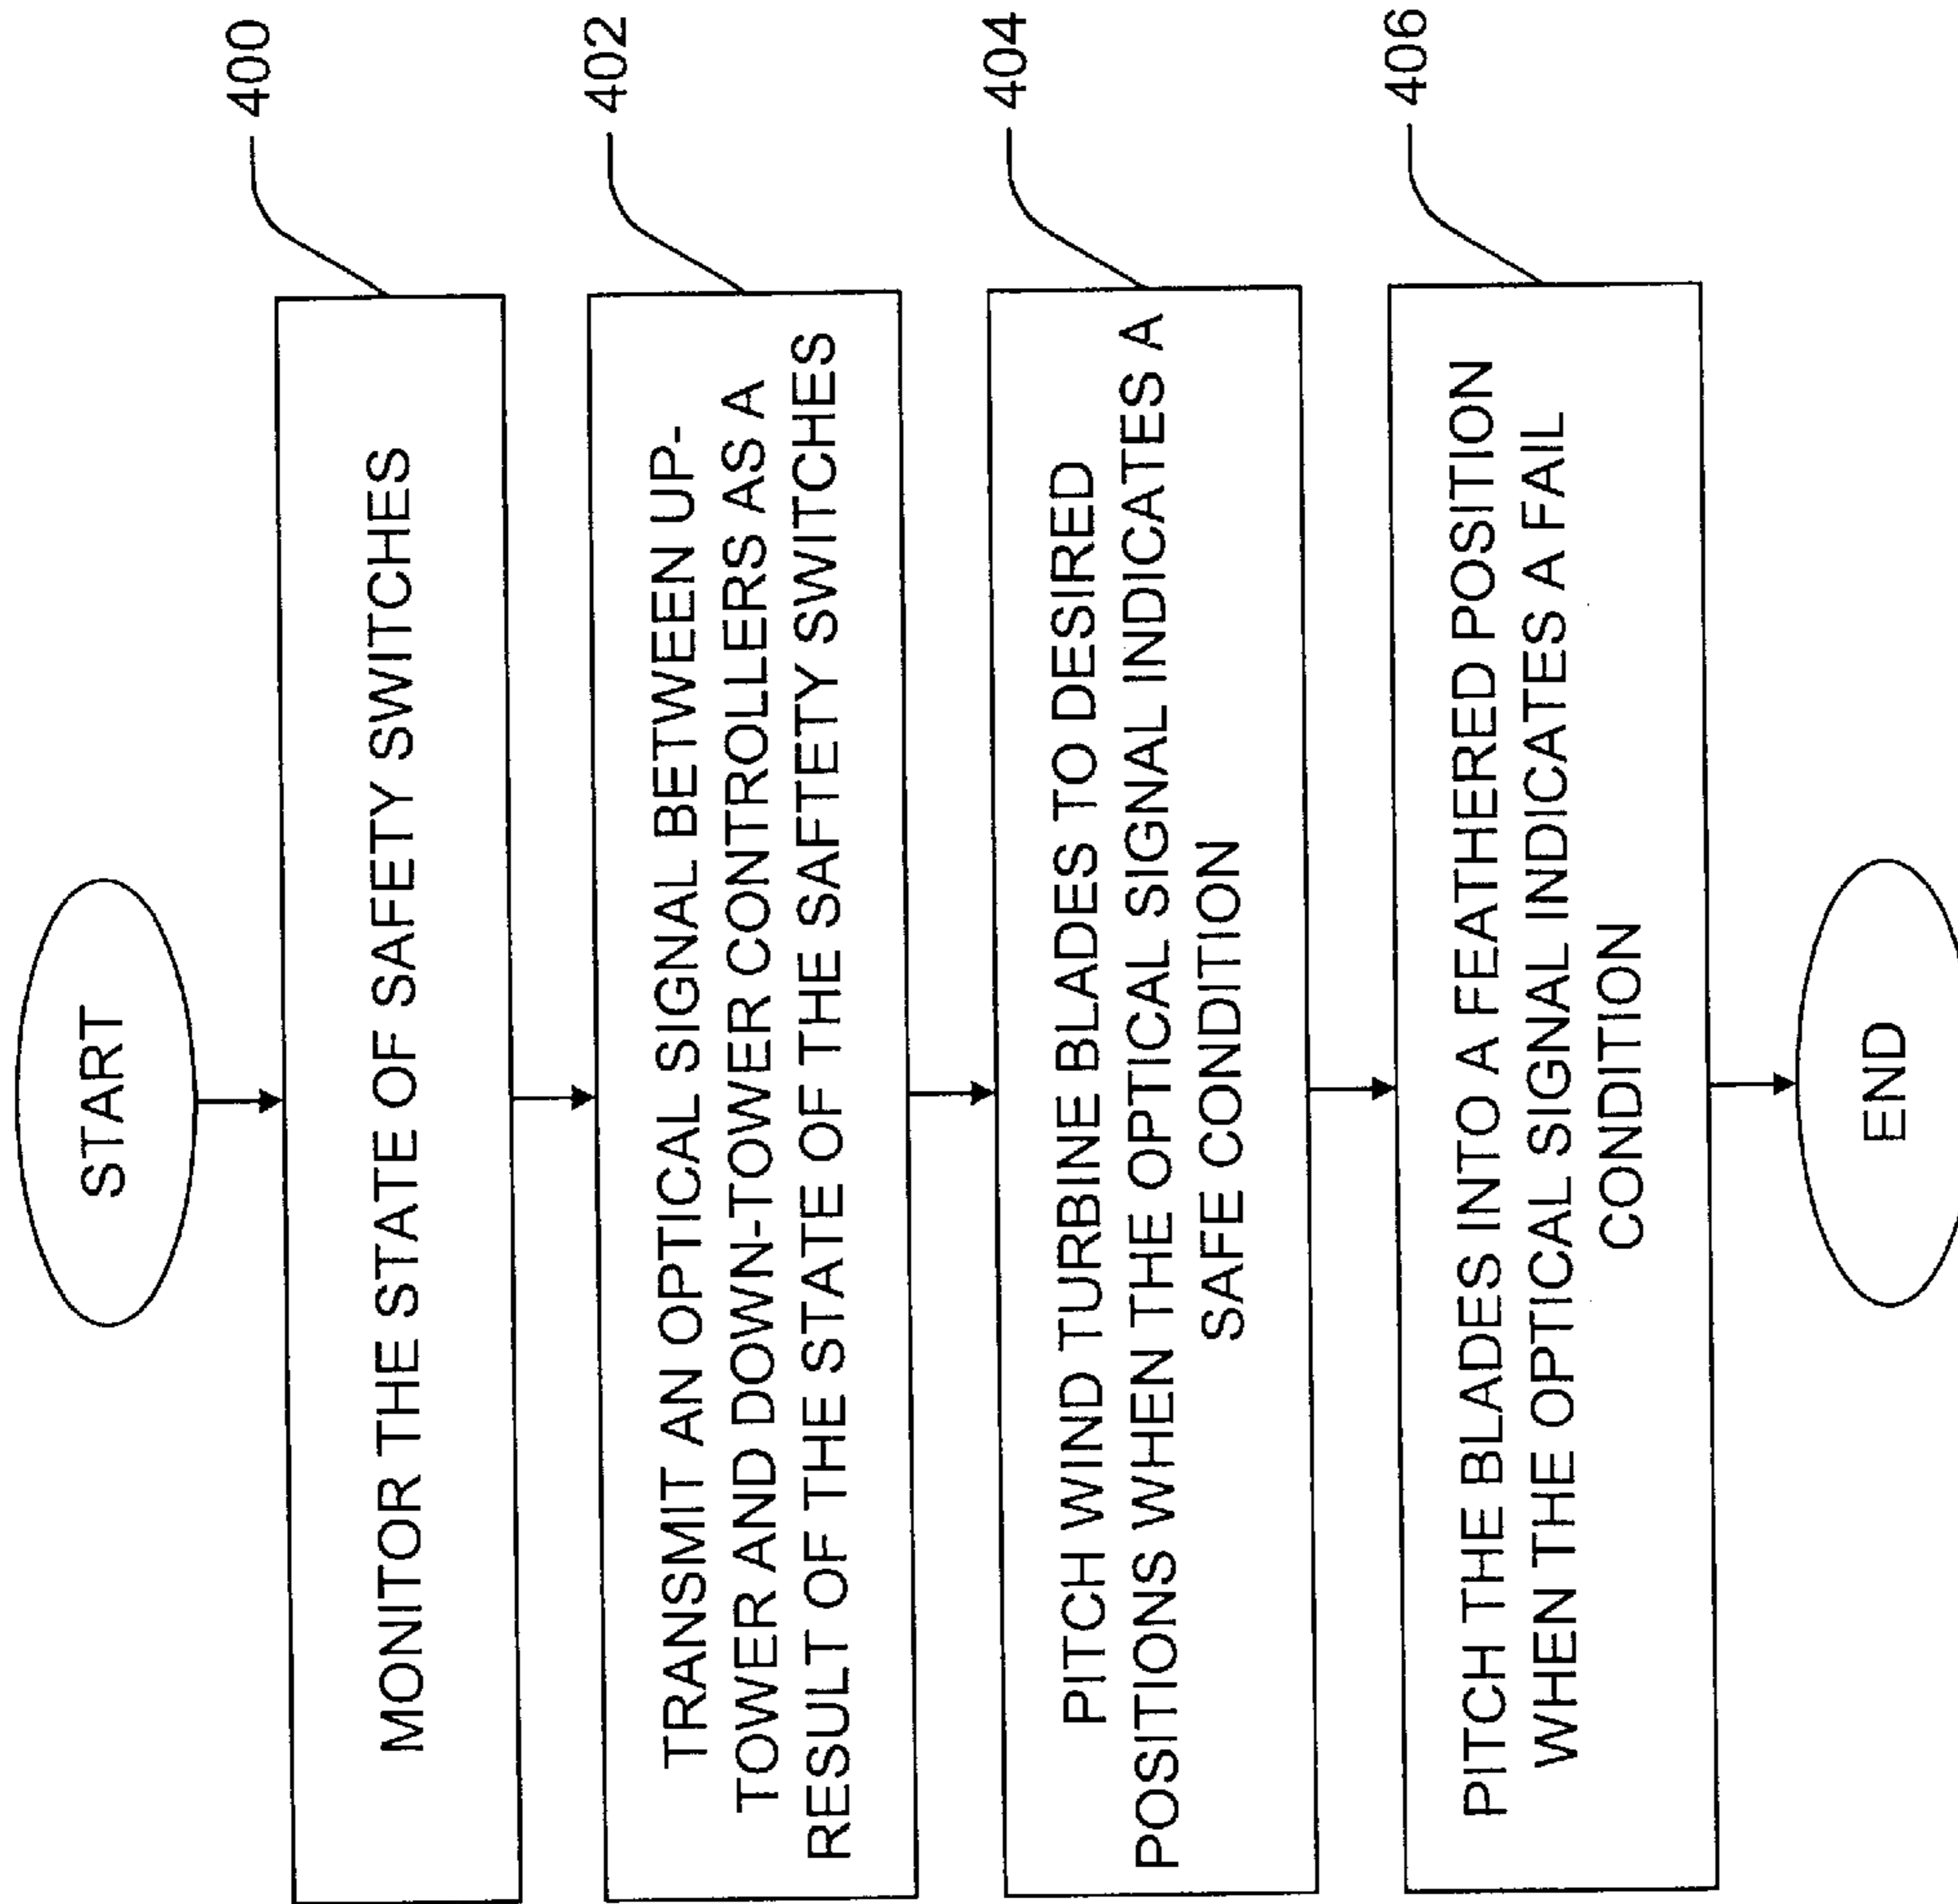 START
400
MONITOR THE STATE OF SAFETY SWITCHES
402
TRANSMIT AN OPTICAL SIGNAL BETWEEN UP-
TOWER AND DOWN-TOWER CONTROLLERS AS A
RESULT OF THE STATE OF THE SAFTETY SWITCHES
404
PITCH WIND TURBINE BLADES TO DESIRED
POSITIONS WHEN THE OPTICAL SIGNAL INDICATES A
SAFE CONDITION
406
PITCH THE BLADES INTO A FEATHERED POSITION
WHEN THE OPTICAL SIGNAL INDICATES A FAIL
CONDITION
END